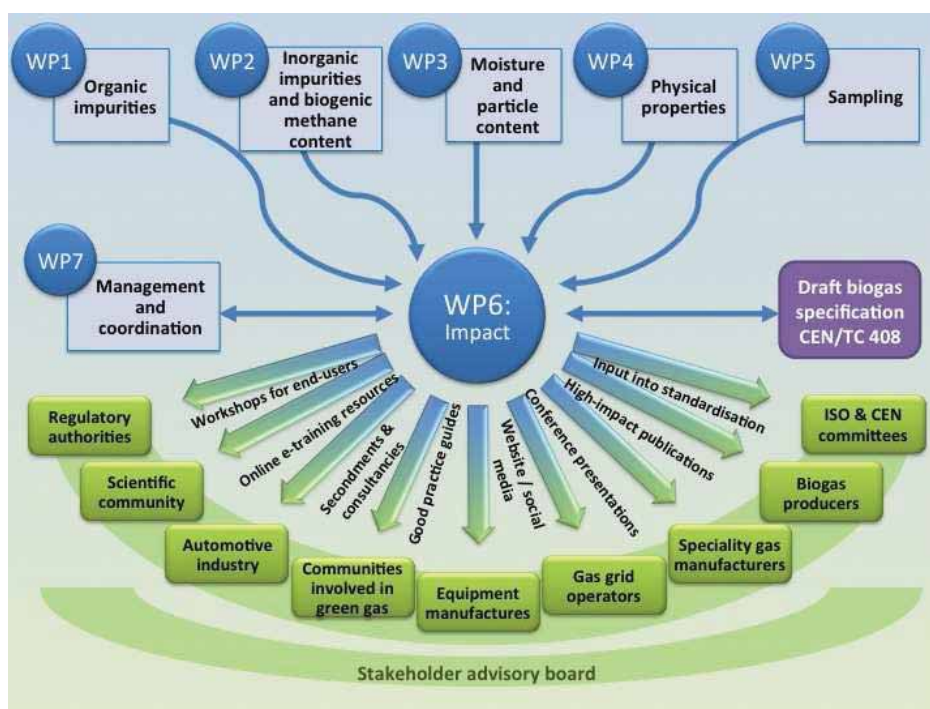 WP1
Organic
impurities
WP2
Inorganic
impurities
and biogenic
methane
content
WP3
Moisture
and
particle
content
WP4
Physical
properties
WP5
Sampling
WP7
Management
and
coordination
WP6:
Impact
Draft biogas
specification
CEN/TC 408
Workshops for end-users
Online e-training resources
Secondments &
consultancies
Good practice guides
Website / social
media
Conference presentations
High-impact publications
Input into standardisation
Regulatory
authorities
Scientific
community
Automotive
industry
Communities
involved in
green gas
Equipment
manufactures
Gas grid
operators
Speciality gas
manufacturers
Biogas
producers
ISO & CEN
committees
Stakeholder advisory board